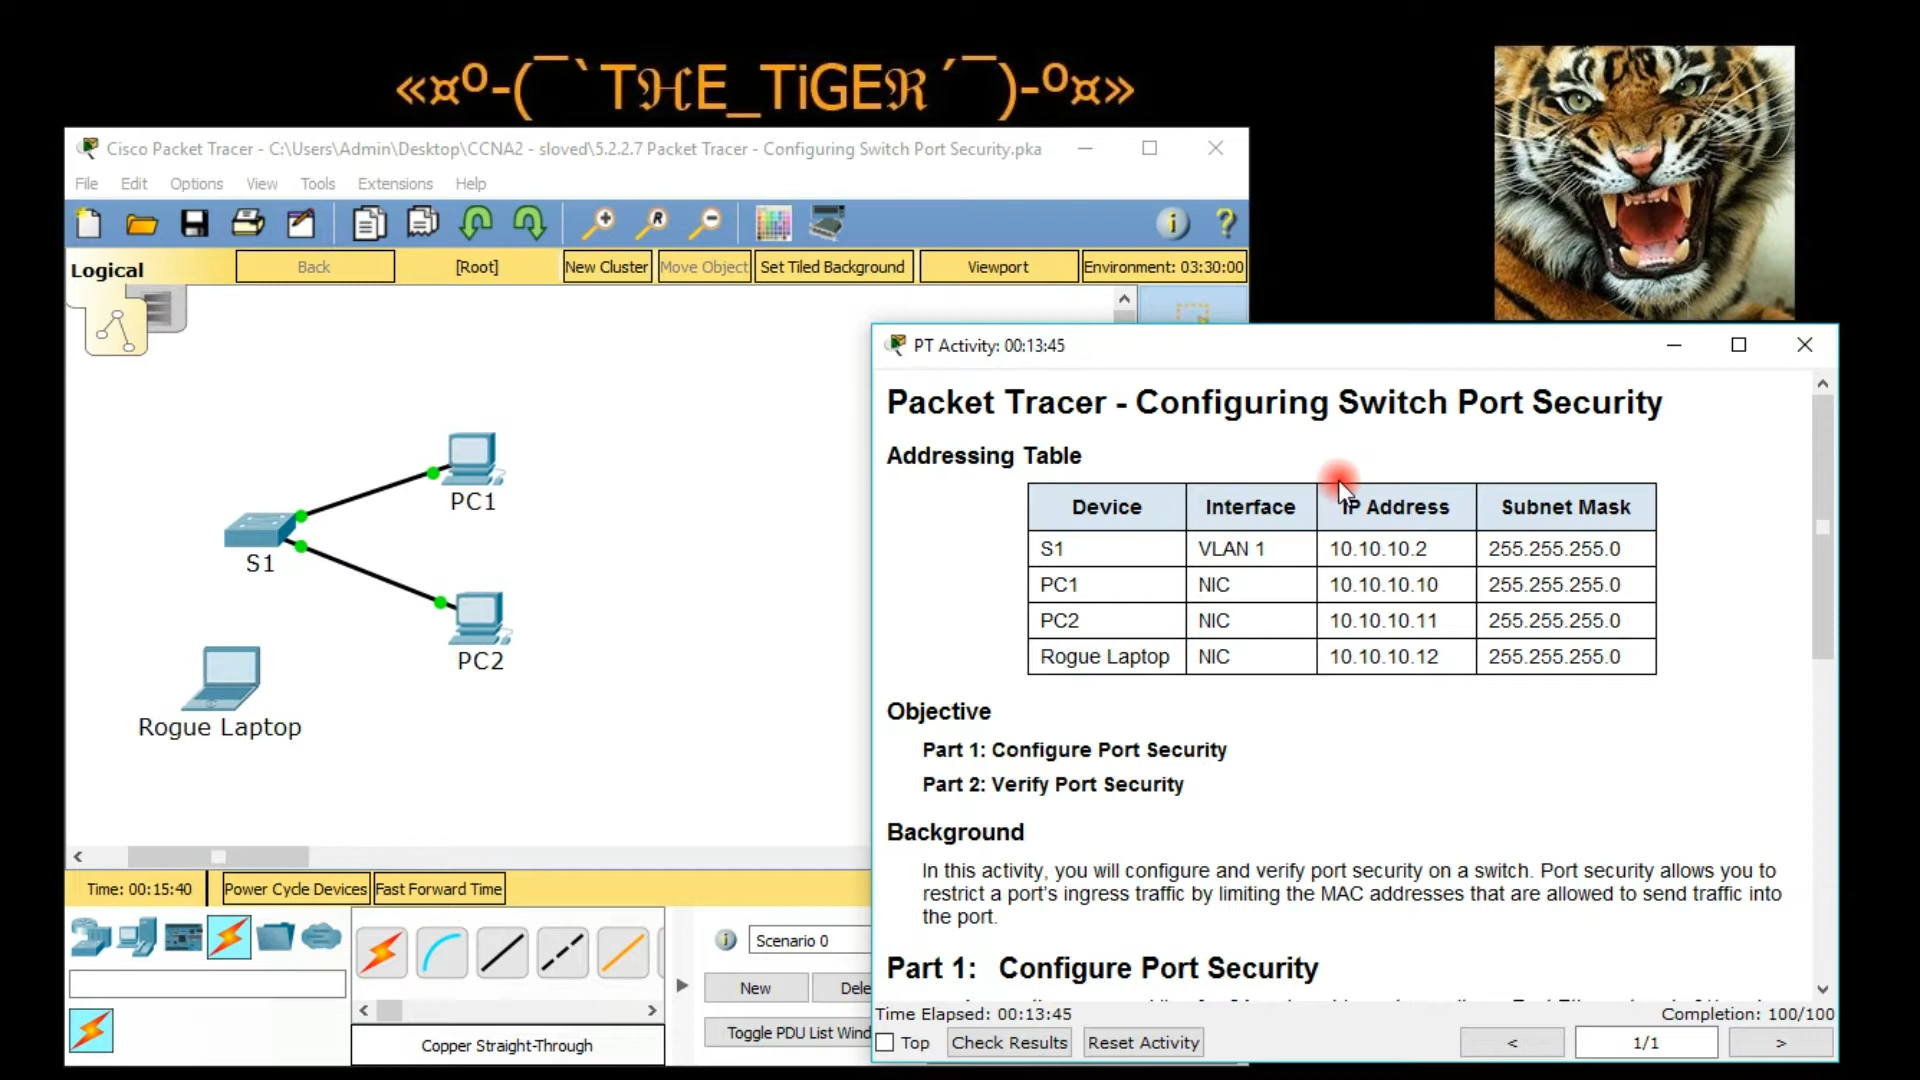 «¤º-(¯`TℋE_TiGEℜ´¯)-º¤»
Cisco Packet Tracer - C:\Users\Admin\Desktop\CCNA2 - sloved\5.2.2.7 Packet Tracer - Configuring Switch Port Security.pka
File Edit Options View Tools Extensions Help
Logical Back [Root] New Cluster Move Object Set Tiled Background Viewport Environment: 03:30:00
PC1
S1
PC2
Rogue Laptop
Time: 00:15:40 Power Cycle Devices Fast Forward Time
Scenario 0
New Dele
Toggle PDU List Wind
Copper Straight-Through
PT Activity: 00:13:45
Packet Tracer - Configuring Switch Port Security
Addressing Table
Device Interface IP Address Subnet Mask
S1 VLAN 1 10.10.10.2 255.255.255.0
PC1 NIC 10.10.10.10 255.255.255.0
PC2 NIC 10.10.10.11 255.255.255.0
Rogue Laptop NIC 10.10.10.12 255.255.255.0
Objective
Part 1: Configure Port Security
Part 2: Verify Port Security
Background
In this activity, you will configure and verify port security on a switch. Port security allows you to
restrict a port's ingress traffic by limiting the MAC addresses that are allowed to send traffic into
the port.
Part 1: Configure Port Security
Time Elapsed: 00:13:45 Completion: 100/100
Top Check Results Reset Activity < 1/1 >